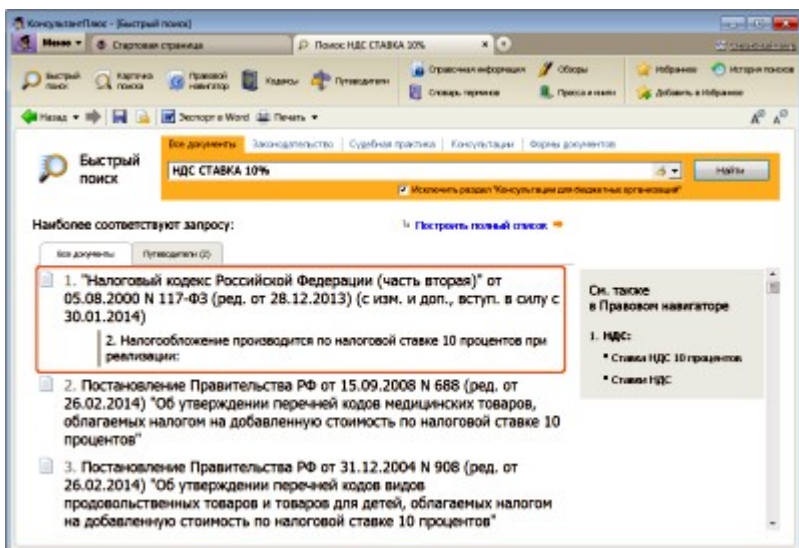 КонсультантПлюс - [Быстрый поиск]
Меню Стартовая страница Поиск: НДС СТАВКА 10%
Быстрый поиск Карточка поиска Правовой навигатор Кодексы Путеводители Справочная информация Словарь терминов Обзоры Пресса и книги Избранное Добавить в Избранное История поисков
Назад Экспорт в Word Печать
Все документы Законодательство Судебная практика Консультации Формы документов
Быстрый
поиск
НДС СТАВКА 10%
Найти
Исключить раздел "Консультации для бюджетных организаций"
Наиболее соответствуют запросу:
Построить полный список
Все документы Путеводители (2)
1. "Налоговый кодекс Российской Федерации (часть вторая)" от
05.08.2000 N 117-ФЗ (ред. от 28.12.2013) (с изм. и доп., вступ. в силу с
30.01.2014)
2. Налогообложение производится по налоговой ставке 10 процентов при
реализации:
2. Постановление Правительства РФ от 15.09.2008 N 688 (ред. от
26.02.2014) "Об утверждении перечней кодов медицинских товаров,
облагаемых налогом на добавленную стоимость по налоговой ставке 10
процентов"
3. Постановление Правительства РФ от 31.12.2004 N 908 (ред. от
26.02.2014) "Об утверждении перечней кодов видов
продовольственных товаров и товаров для детей, облагаемых налогом
на добавленную стоимость по налоговой ставке 10 процентов"
См. также
в Правовом навигаторе
1. НДС:
Ставка НДС 10 процентов
Ставки НДС